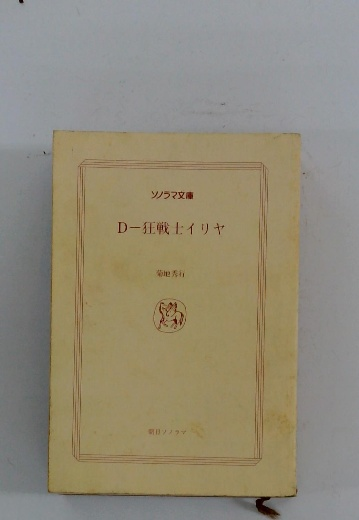 ソノラマ文庫
D－狂戦士イリヤ
菊地秀行
朝日ソノラマ